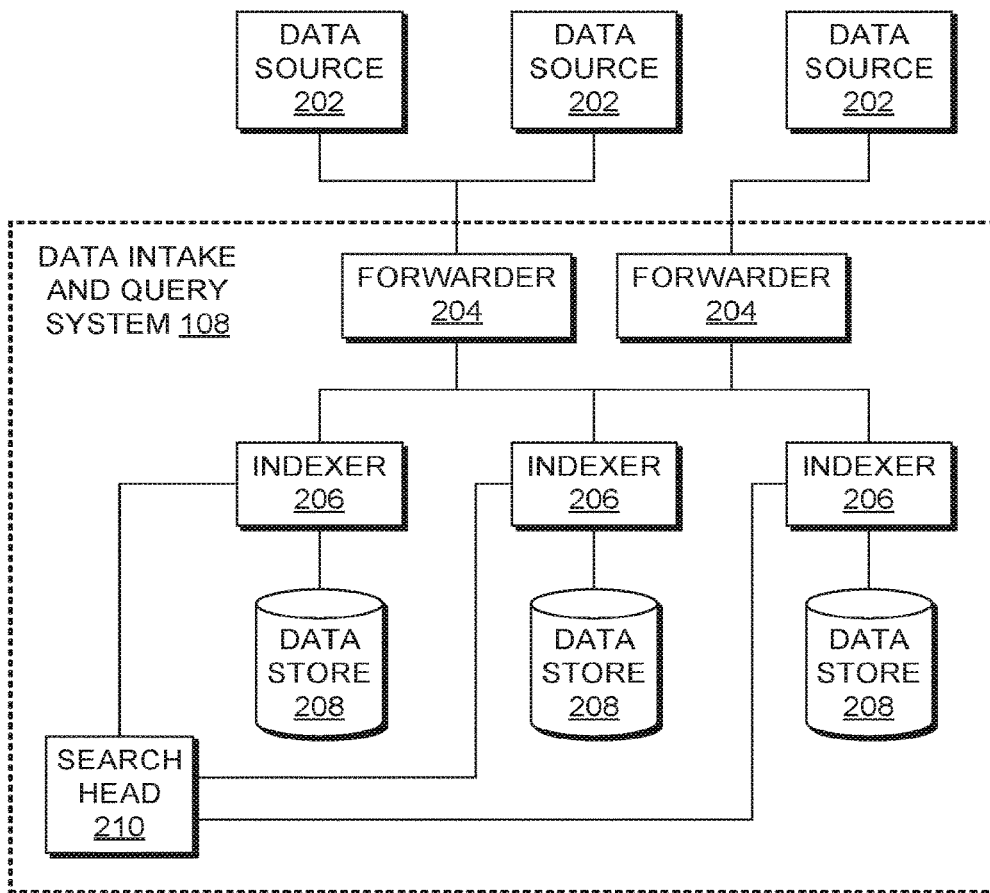 DATA
SOURCE
202
DATA
SOURCE
202
DATA
SOURCE
202
DATA INTAKE
AND QUERY
SYSTEM 108
FORWARDER
204
FORWARDER
204
INDEXER
206
INDEXER
206
INDEXER
206
DATA
STORE
208
DATA
STORE
208
DATA
STORE
208
SEARCH
HEAD
210